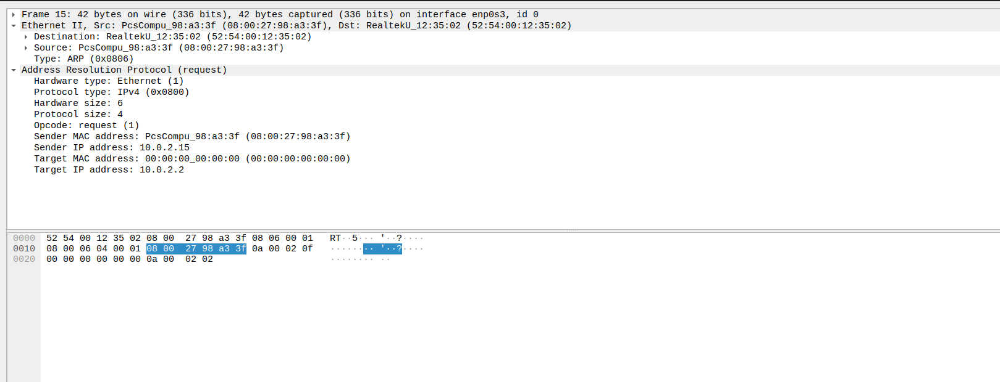 Frame 15: 42 bytes on wire (336 bits), 42 bytes captured (336 bits) on interface enp0s3, id 0
Ethernet II, Src: PcsCompu_98:a3:3f (08:00:27:98:a3:3f), Dst: RealtekU_12:35:02 (52:54:00:12:35:02)
Destination: RealtekU_12:35:02 (52:54:00:12:35:02)
Source: PcsCompu_98:a3:3f (08:00:27:98:a3:3f)
Type: ARP (0x0806)
Address Resolution Protocol (request)
Hardware type: Ethernet (1)
Protocol type: IPv4 (0x0800)
Hardware size: 6
Protocol size: 4
Opcode: request (1)
Sender MAC address: PcsCompu_98:a3:3f (08:00:27:98:a3:3f)
Sender IP address: 10.0.2.15
Target MAC address: 00:00:00_00:00:00 (00:00:00:00:00:00)
Target IP address: 10.0.2.2
0000 52 54 00 12 35 02 08 00 27 98 a3 3f 08 06 00 01 RT··5··· '··?····
0010 08 00 06 04 00 01 08 00 27 98 a3 3f 0a 00 02 0f ········ '··?····
0020 00 00 00 00 00 00 0a 00 02 02 ········ ··